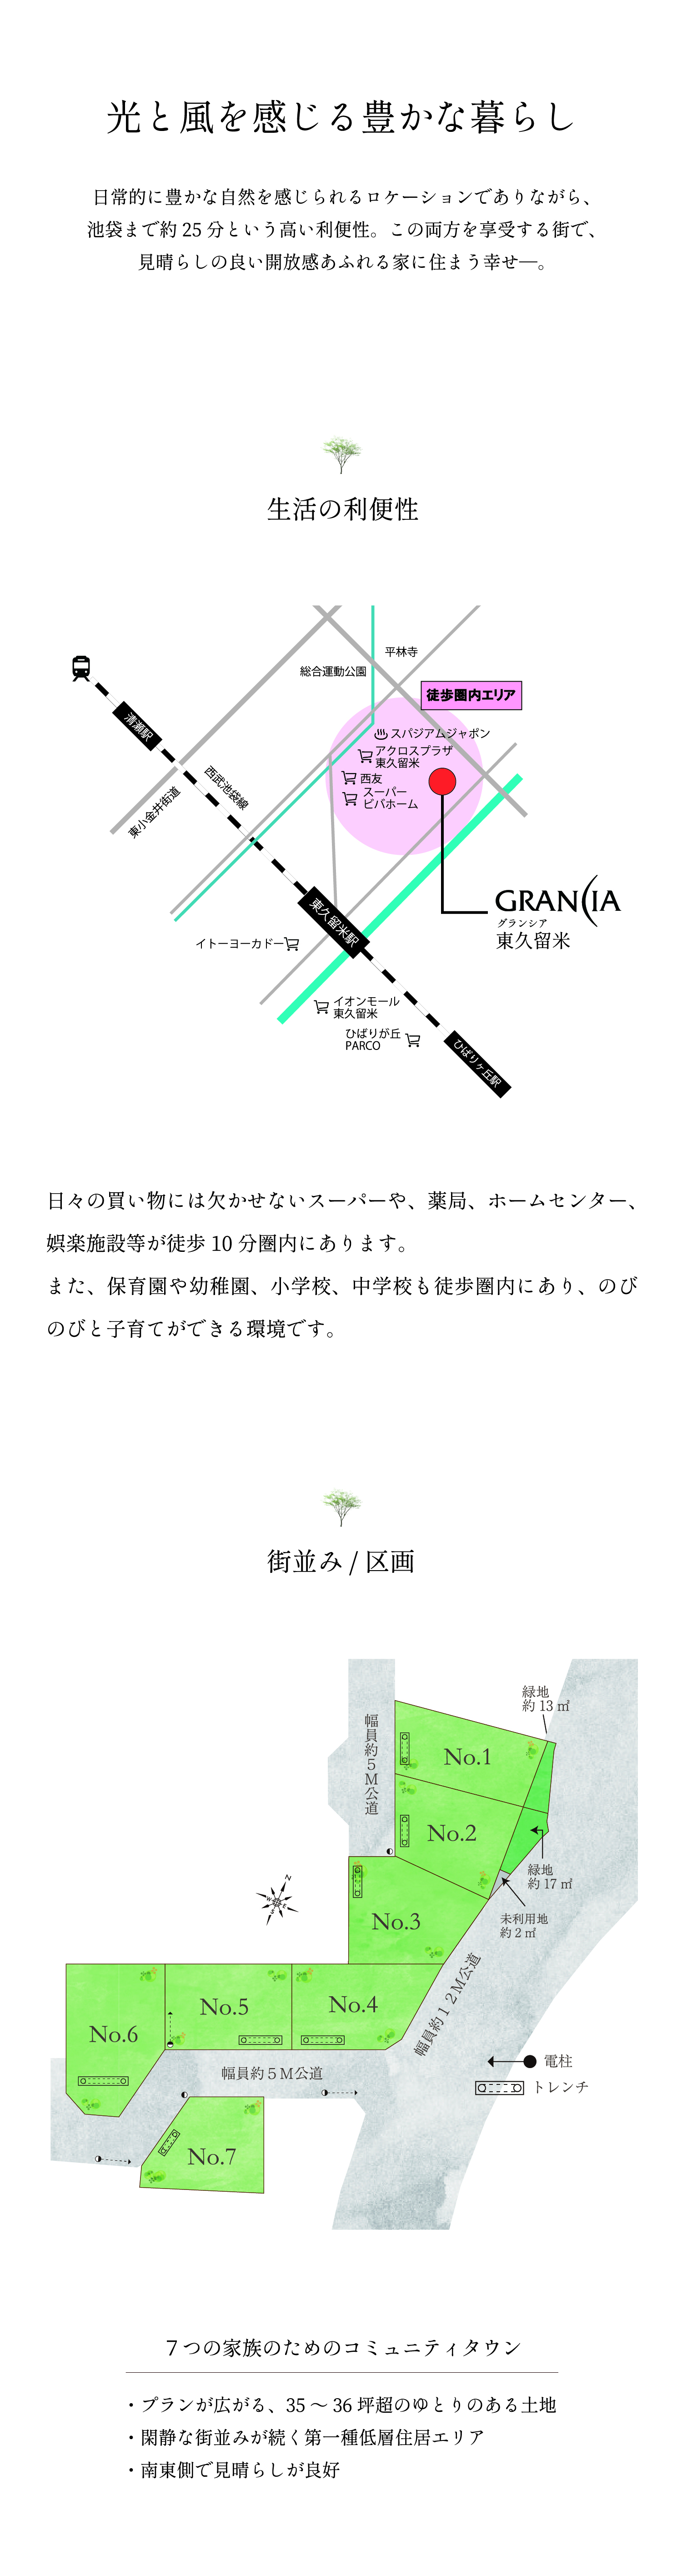 光と風を感じる豊かな暮らし
日常的に豊かな自然を感じられるロケーションでありながら、
池袋まで約 25 分という高い利便性。この両方を享受する街で、
見晴らしの良い開放感あふれる家に住まう幸せ―。
生活の利便性
平林寺
総合運動公園
徒歩圏内エリア
スパジアムジャポン
アクロスプラザ
東久留米
西友
スーパー
ビバホーム
清瀬駅
西武池袋線
東小金井街道
GRANCIA
グランシア
東久留米
東久留米駅
イトーヨーカドー
イオンモール
東久留米
ひばりが丘
PARCO
ひばりヶ丘駅
日々の買い物には欠かせないスーパーや、薬局、ホームセンター、
娯楽施設等が徒歩 10 分圏内にあります。
また、保育園や幼稚園、小学校、中学校も徒歩圏内にあり、のび
のびと子育てができる環境です。
街並み / 区画
緑地
約 13 ㎡
幅員約５Ｍ公道
No.1
No.2
緑地
約 17 ㎡
未利用地
約 2 ㎡
N
W
E
S
No.3
幅員約１２Ｍ公道
No.4
No.5
No.6
幅員約５Ｍ公道
電柱
トレンチ
No.7
７つの家族のためのコミュニティタウン
・プランが広がる、35 〜 36 坪超のゆとりのある土地
・閑静な街並みが続く第一種低層住居エリア
・南東側で見晴らしが良好